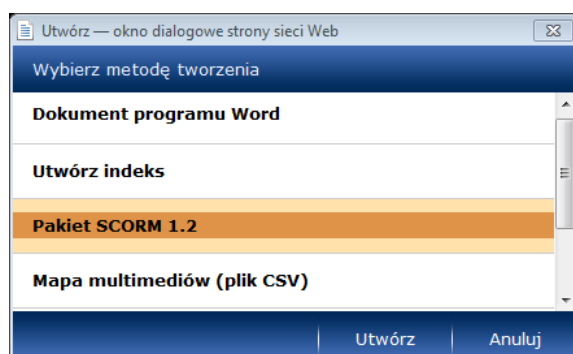 Utwórz — okno dialogowe strony sieci Web
Wybierz metodę tworzenia
Dokument programu Word
Utwórz indeks
Pakiet SCORM 1.2
Mapa multimediów (plik CSV)
Utwórz Anuluj